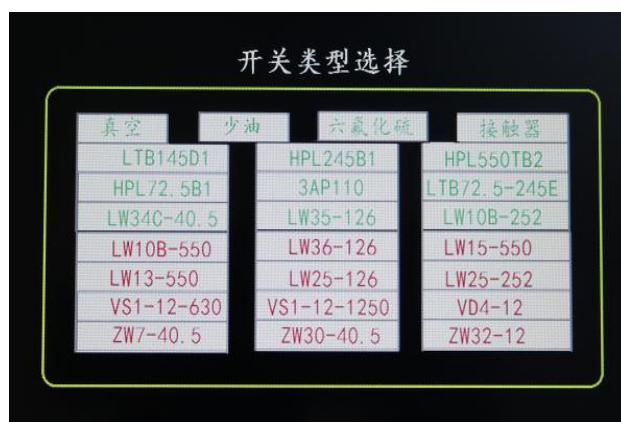 开关类型选择
真空 少油 六氟化硫 接触器
LTB145D1 HPL245B1 HPL550TB2
HPL72.5B1 3AP110 LTB72.5-245E
LW34C-40.5 LW35-126 LW10B-252
LW10B-550 LW36-126 LW15-550
LW13-550 LW25-126 LW25-252
VS1-12-630 VS1-12-1250 VD4-12
ZW7-40.5 ZW30-40.5 ZW32-12